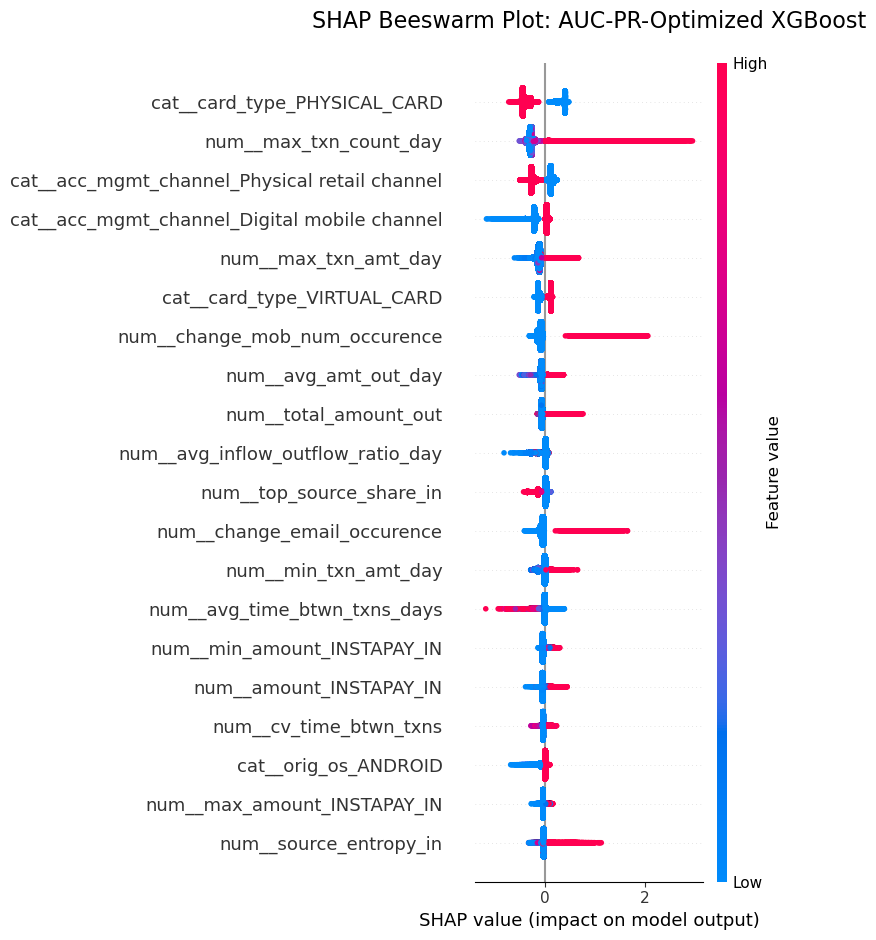 SHAP Beeswarm Plot: AUC-PR-Optimized XGBoost
High
cat__card_type_PHYSICAL_CARD
num__max_txn_count_day
cat__acc_mgmt_channel_Physical retail channel
cat__acc_mgmt_channel_Digital mobile channel
num__max_txn_amt_day
cat__card_type_VIRTUAL_CARD
num__change_mob_num_occurence
num__avg_amt_out_day
num__total_amount_out
num__avg_inflow_outflow_ratio_day
num__top_source_share_in
num__change_email_occurence
num__min_txn_amt_day
num__avg_time_btwn_txns_days
num__min_amount_INSTAPAY_IN
num__amount_INSTAPAY_IN
num__cv_time_btwn_txns
cat__orig_os_ANDROID
num__max_amount_INSTAPAY_IN
num__source_entropy_in
Feature value
Low
0 2
SHAP value (impact on model output)